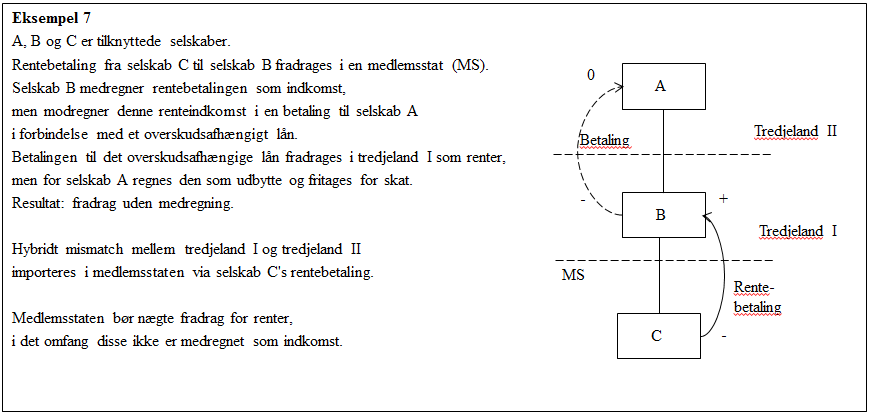 Eksempel 7
A, B og C er tilknyttede selskaber.
Rentebetaling fra selskab C til selskab B fradrages i en medlemsstat (MS).
Selskab B medregner rentebetalingen som indkomst,
men modregner denne renteindkomst i en betaling til selskab A
i forbindelse med et overskudsafhængigt lån.
Betalingen til det overskudsafhængige lån fradrages i tredjeland I som renter,
men for selskab A regnes den som udbytte og fritages for skat.
Resultat: fradrag uden medregning.
Hybridt mismatch mellem tredjeland I og tredjeland II
importeres i medlemsstaten via selskab C's rentebetaling.
Medlemsstaten bør nægte fradrag for renter,
i det omfang disse ikke er medregnet som indkomst.
0
A
Betaling
Tredjeland II
-
B
+
Tredjeland I
MS
Rente-
betaling
C
-